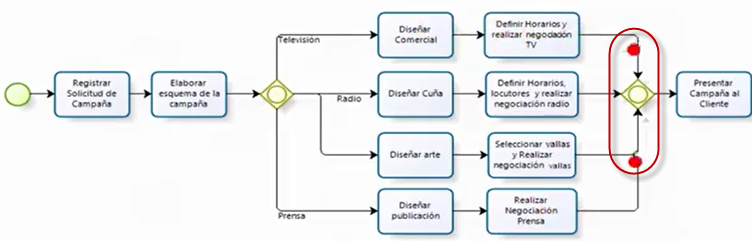 Registrar
Solicitud de
Campaña
Elaborar
esquema de la
campaña
Televisión
Diseñar
Comercial
Definir Horarios y
realizar negociación
TV
Radio
Diseñar Cuña
Definir Horarios,
locutores y realizar
negociación radio
Diseñar arte
Seleccionar vallas
y Realizar
negociación vallas
Prensa
Diseñar
publicación
Realizar
Negociación
Prensa
Presentar
Campaña al
Cliente